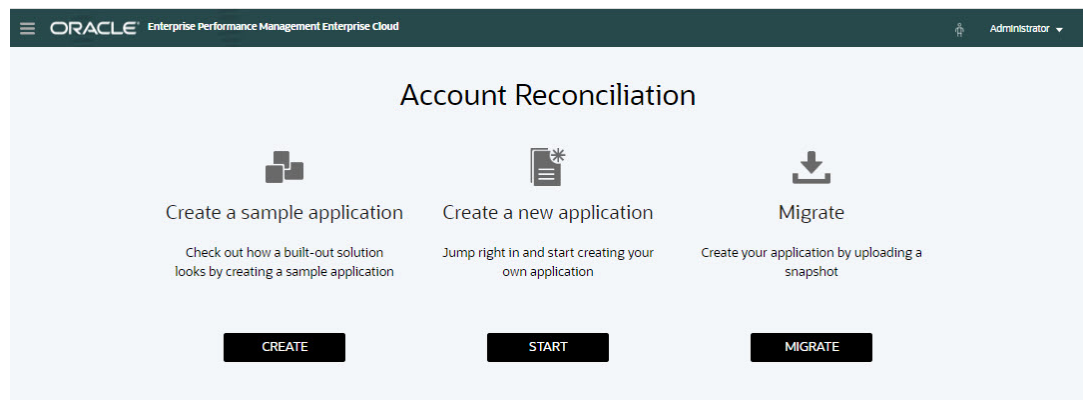 ORACLE® Enterprise Performance Management Enterprise Cloud
Administrator
Account Reconciliation
Create a sample application
Check out how a built-out solution
looks by creating a sample application
CREATE
Create a new application
Jump right in and start creating your
own application
START
Migrate
Create your application by uploading a
snapshot
MIGRATE